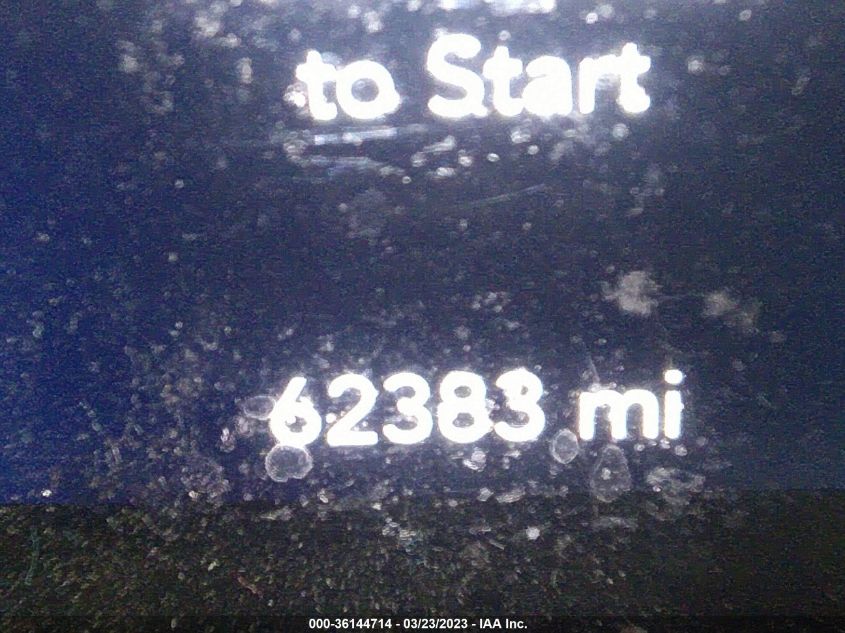 to Start
62383 mi
000-36144714 - 03/23/2023 - IAA Inc.